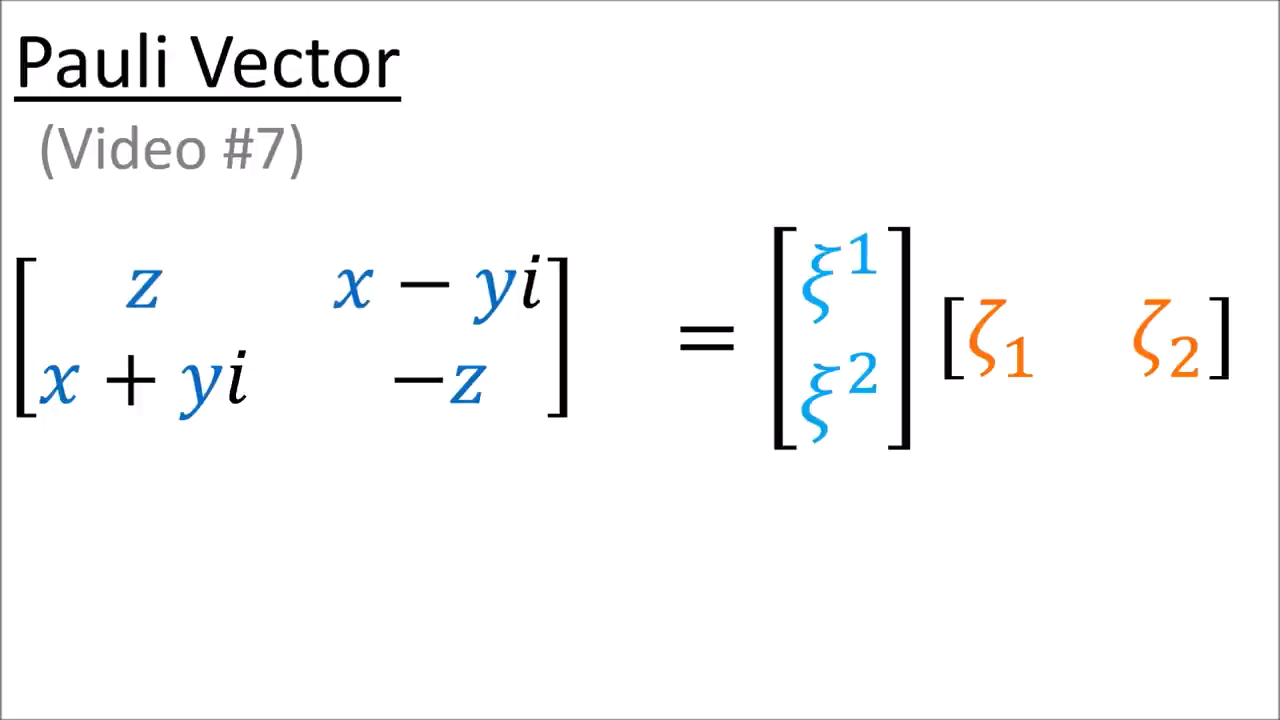 Pauli Vector
(Video #7)
[ z x − yi ] = [ ξ¹ ] [ζ₁ ζ₂]
[ x + yi −z ] [ ξ² ]